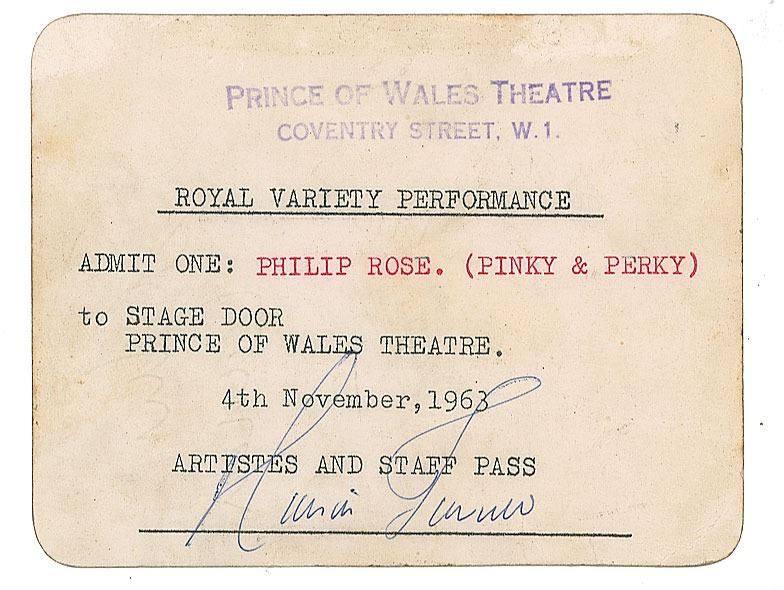 PRINCE OF WALES THEATRE
COVENTRY STREET, W.1.
ROYAL VARIETY PERFORMANCE
ADMIT ONE: PHILIP ROSE. (PINKY & PERKY)
to STAGE DOOR
PRINCE OF WALES THEATRE.
4th November, 1963
ARTISTES AND STAFF PASS